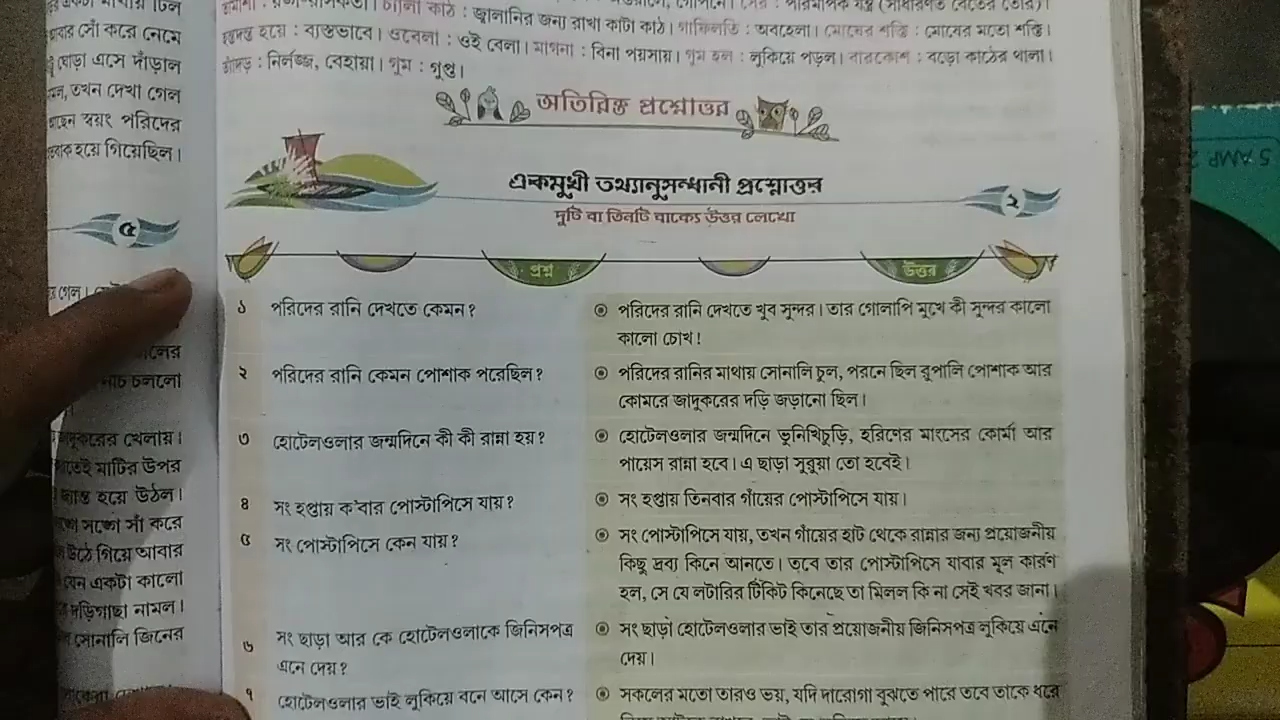 মাথায় ঢিল
আবার সোঁ করে নেমে
ঘোড়া এসে দাঁড়াল
তখন দেখা গেল
স্বয়ং পরিদের
হয়ে গিয়েছিল।
৫
গেল।
চললো
জাদুকরের খেলায়।
মাটির উপর
জ্যান্ত হয়ে উঠল।
সঙ্গে সাঁ করে
উঠে গিয়ে আবার
যেন একটা কালো
দড়িগাছা নামল।
সোনালি জিনের
চ্যালা কাঠ : জ্বালানির জন্য রাখা কাটা কাঠ। গাফিলতি : অবহেলা। মোষের শক্তি : মোষের মতো শক্তি।
হন্তদন্ত হয়ে : ব্যস্তভাবে। ওবেলা : ওই বেলা। মাগনা : বিনা পয়সায়। গুম হল : লুকিয়ে পড়ল। বারকোশ : বড়ো কাঠের থালা।
ত্যাঁদড় : নির্লজ্জ, বেহায়া। গুম : গুপ্ত।
অতিরিক্ত প্রশ্নোত্তর
একমুখী তথ্যানুসন্ধানী প্রশ্নোত্তর
২
দুটি বা তিনটি বাক্যে উত্তর লেখো
প্রশ্ন উত্তর
১ পরিদের রানি দেখতে কেমন?
পরিদের রানি দেখতে খুব সুন্দর। তার গোলাপি মুখে কী সুন্দর কালো
কালো চোখ!
২ পরিদের রানি কেমন পোশাক পরেছিল?
পরিদের রানির মাথায় সোনালি চুল, পরনে ছিল রুপালি পোশাক আর
কোমরে জাদুকরের দড়ি জড়ানো ছিল।
৩ হোটেলওলার জন্মদিনে কী কী রান্না হয়?
হোটেলওলার জন্মদিনে ভুনিখিচুড়ি, হরিণের মাংসের কোর্মা আর
পায়েস রান্না হবে। এ ছাড়া সুরুয়া তো হবেই।
৪ সং হপ্তায় ক'বার পোস্টাপিসে যায়?
সং হপ্তায় তিনবার গাঁয়ের পোস্টাপিসে যায়।
৫ সং পোস্টাপিসে কেন যায়?
সং পোস্টাপিসে যায়, তখন গাঁয়ের হাট থেকে রান্নার জন্য প্রয়োজনীয়
কিছু দ্রব্য কিনে আনতে। তবে তার পোস্টাপিসে যাবার মূল কারণ
হল, সে যে লটারির টিকিট কিনেছে তা মিলল কি না সেই খবর জানা।
৬ সং ছাড়া আর কে হোটেলওলাকে জিনিসপত্র
এনে দেয়?
সং ছাড়া হোটেলওলার ভাই তার প্রয়োজনীয় জিনিসপত্র লুকিয়ে এনে
দেয়।
৭ হোটেলওলার ভাই লুকিয়ে বনে আসে কেন?
সকলের মতো তারও ভয়, যদি দারোগা বুঝতে পারে তবে তাকে ধরে